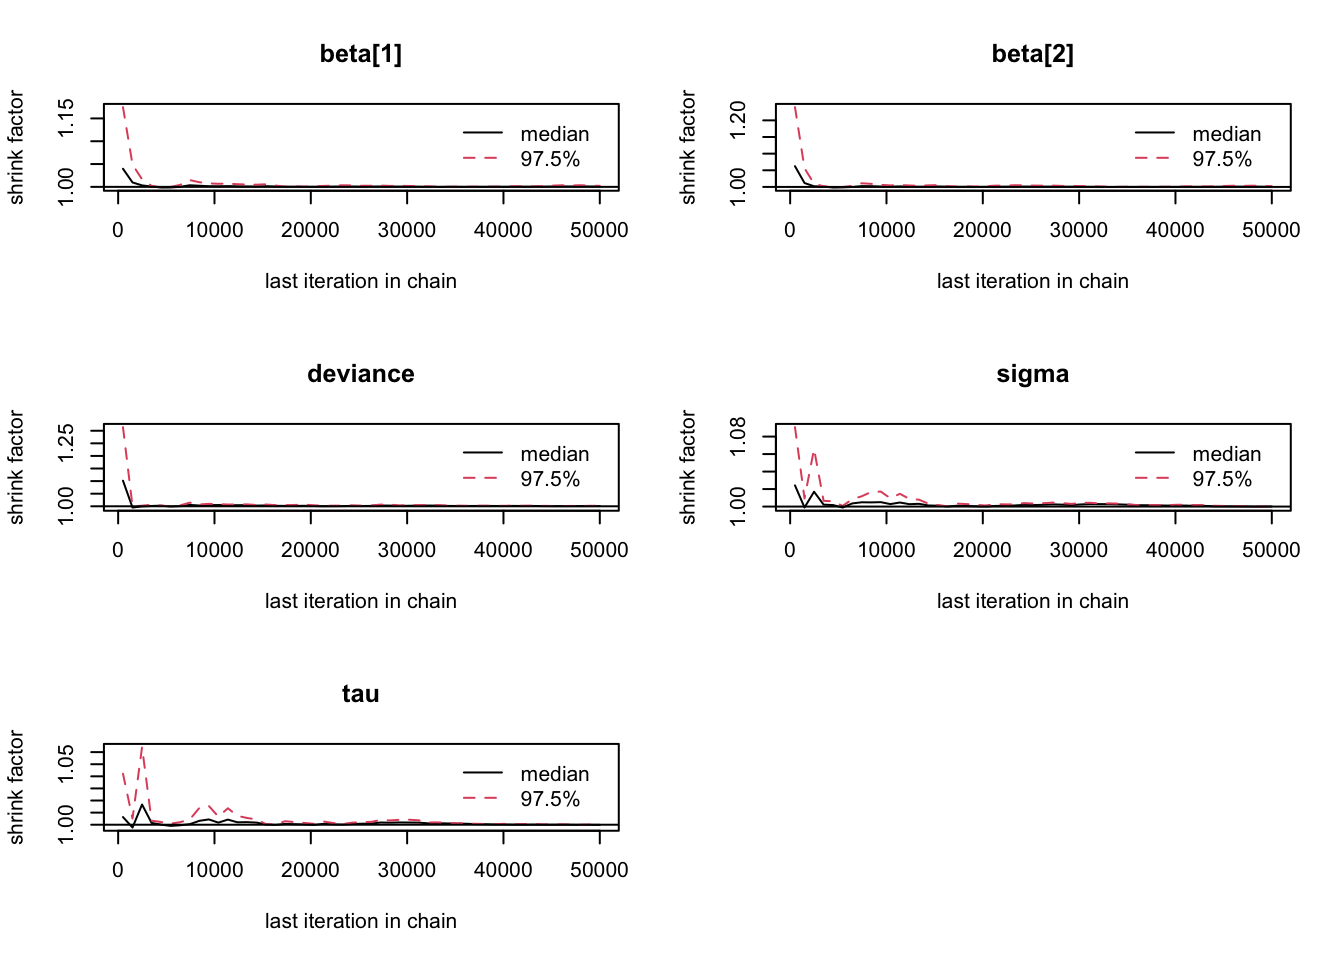 beta[1]
shrink factor
1.00 1.15
median
97.5%
0 10000 20000 30000 40000 50000
last iteration in chain
beta[2]
shrink factor
1.00 1.20
median
97.5%
0 10000 20000 30000 40000 50000
last iteration in chain
deviance
shrink factor
1.00 1.25
median
97.5%
0 10000 20000 30000 40000 50000
last iteration in chain
sigma
shrink factor
1.00 1.08
median
97.5%
0 10000 20000 30000 40000 50000
last iteration in chain
tau
shrink factor
1.00 1.05
median
97.5%
0 10000 20000 30000 40000 50000
last iteration in chain